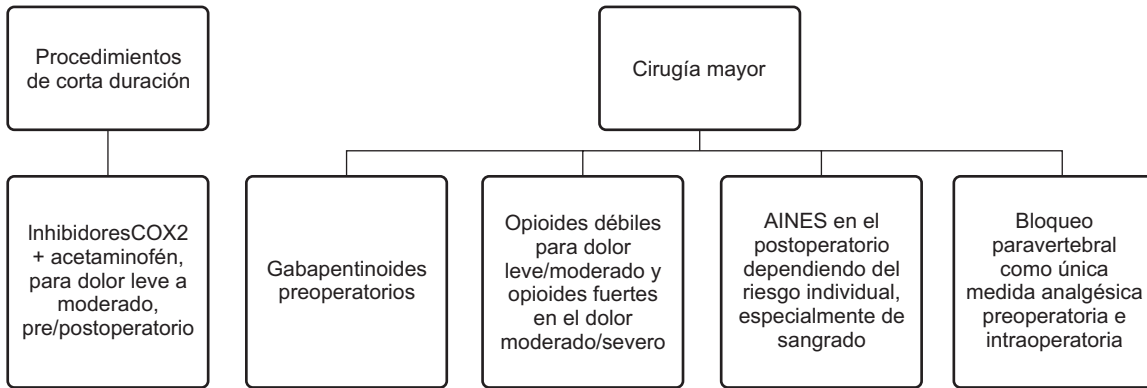 Procedimientos
de corta duración
Cirugía mayor
InhibidoresCOX2
+ acetaminofén,
para dolor leve a
moderado,
pre/postoperatorio
Gabapentinoides
preoperatorios
Opioides débiles
para dolor
leve/moderado y
opioides fuertes
en el dolor
moderado/severo
AINES en el
postoperatorio
dependiendo del
riesgo individual,
especialmente de
sangrado
Bloqueo
paravertebral
como única
medida analgésica
preoperatoria e
intraoperatoria